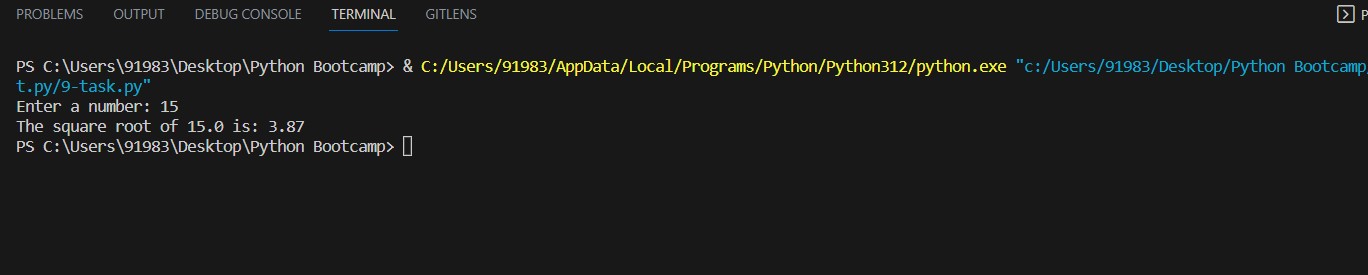 PROBLEMS OUTPUT DEBUG CONSOLE TERMINAL GITLENS
PS C:\Users\91983\Desktop\Python Bootcamp> & C:/Users/91983/AppData/Local/Programs/Python/Python312/python.exe "c:/Users/91983/Desktop/Python Bootcamp/
t.py/9-task.py"
Enter a number: 15
The square root of 15.0 is: 3.87
PS C:\Users\91983\Desktop\Python Bootcamp>